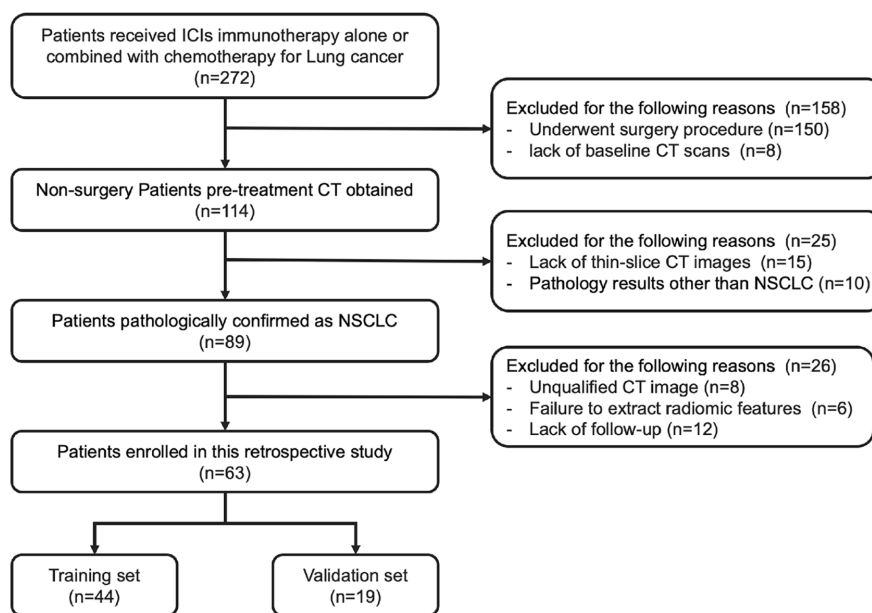 Patients received ICIs immunotherapy alone or
combined with chemotherapy for Lung cancer
(n=272)
Excluded for the following reasons (n=158)
- Underwent surgery procedure (n=150)
- lack of baseline CT scans (n=8)
Non-surgery Patients pre-treatment CT obtained
(n=114)
Excluded for the following reasons (n=25)
- Lack of thin-slice CT images (n=15)
- Pathology results other than NSCLC (n=10)
Patients pathologically confirmed as NSCLC
(n=89)
Excluded for the following reasons (n=26)
- Unqualified CT image (n=8)
- Failure to extract radiomic features (n=6)
- Lack of follow-up (n=12)
Patients enrolled in this retrospective study
(n=63)
Training set
(n=44)
Validation set
(n=19)